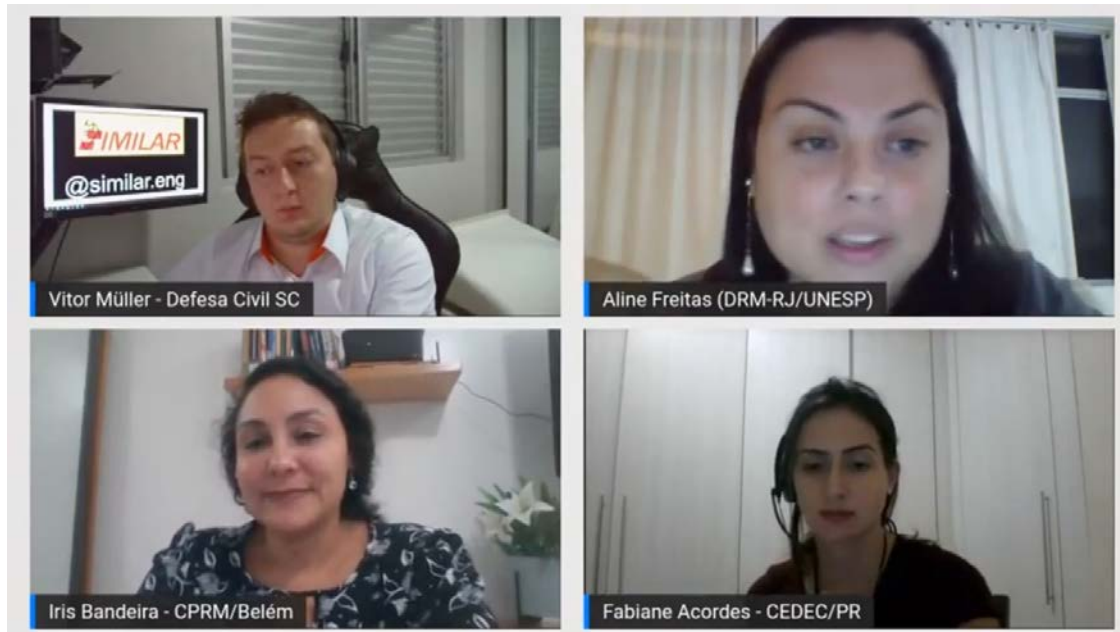 SIMILAR
@similar.eng
Vitor Müller - Defesa Civil SC
Aline Freitas (DRM-RJ/UNESP)
Iris Bandeira - CPRM/Belém
Fabiane Acordes - CEDEC/PR